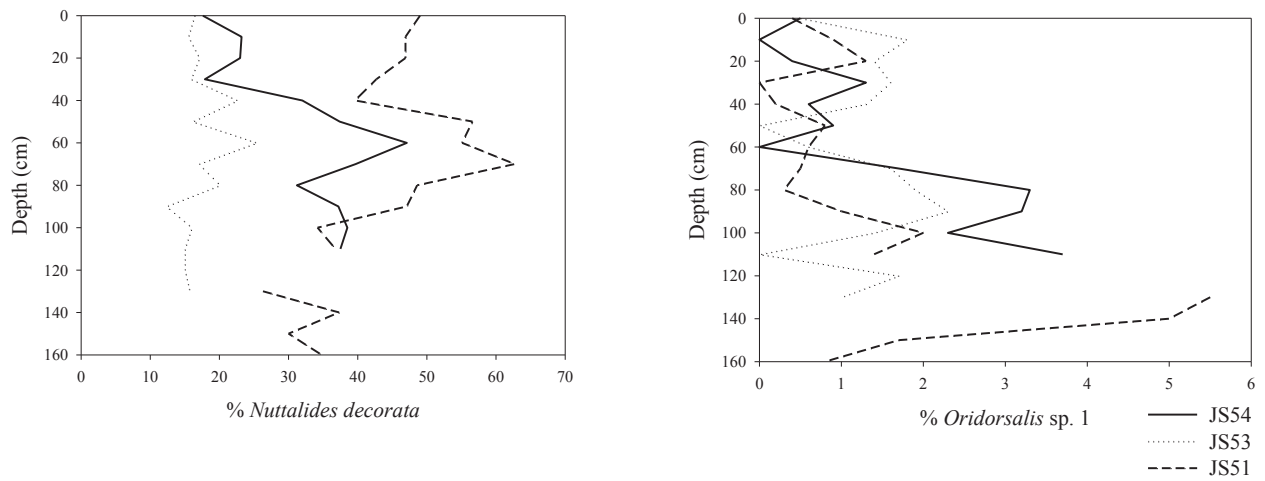 0
20
40
60
80
100
120
140
160
Depth (cm)
0 10 20 30 40 50 60 70
% Nuttalides decorata
0
20
40
60
80
100
120
140
160
Depth (cm)
0 1 2 3 4 5 6
% Oridorsalis sp. 1
JS54
JS53
JS51